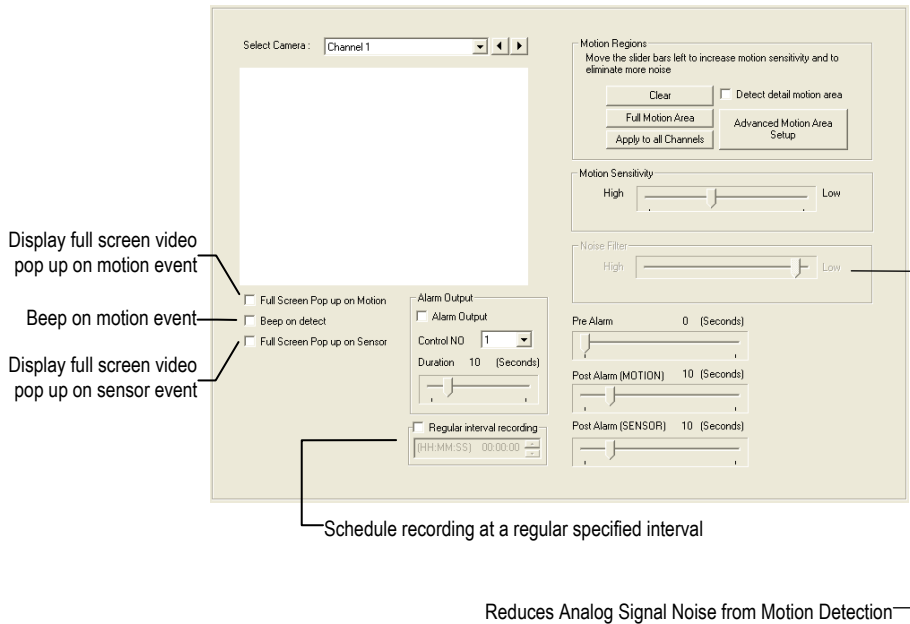 Select Camera :
Channel 1
Motion Regions
Move the slider bars left to increase motion sensitivity and to
eliminate more noise
Clear
Detect detail motion area
Full Motion Area
Advanced Motion Area
Setup
Apply to all Channels
Motion Sensitivity
High
Low
Noise Filter
High
Low
Display full screen video
pop up on motion event
Beep on motion event
Display full screen video
pop up on sensor event
Full Screen Pop up on Motion
Beep on detect
Full Screen Pop up on Sensor
Alarm Output
Alarm Output
Control NO
1
Duration 10 (Seconds)
Regular interval recording
(HH:MM:SS) 00:00:00
Pre Alarm 0 (Seconds)
Post Alarm (MOTION) 10 (Seconds)
Post Alarm (SENSOR) 10 (Seconds)
Schedule recording at a regular specified interval
Reduces Analog Signal Noise from Motion Detection